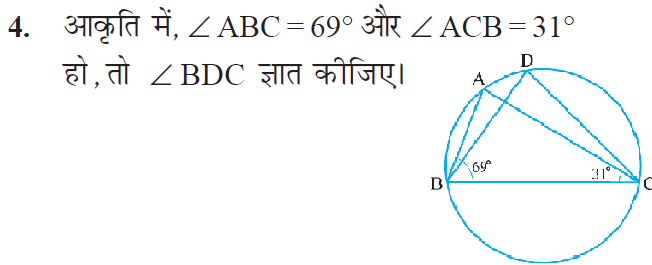 4. आकृति में, ∠ ABC = 69° और ∠ ACB = 31°
हो, तो ∠ BDC ज्ञात कीजिए।
D
A
69°
31°
B
C